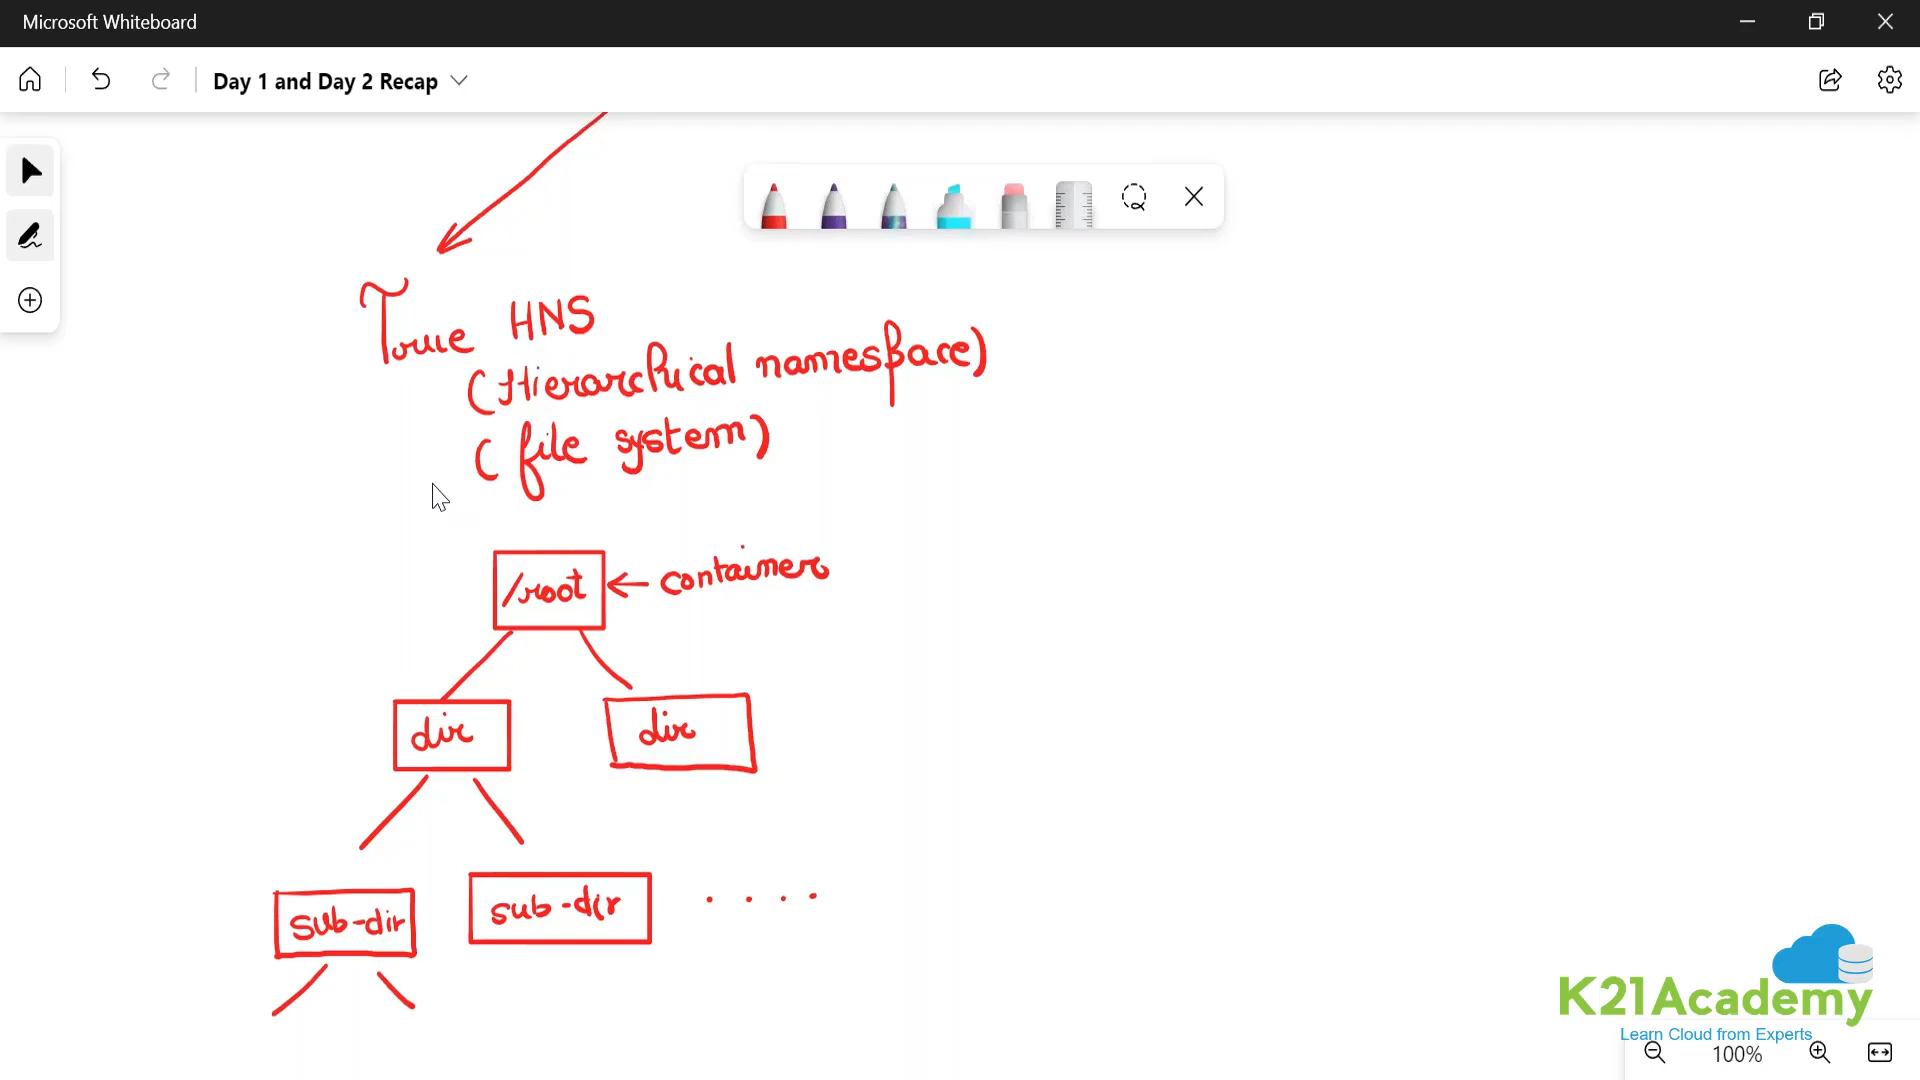 Microsoft Whiteboard
Day 1 and Day 2 Recap
True HNS
(Hierarchical namespace)
(file system)
/root ← container
dir dir
sub-dir sub-dir . . . .
K21Academy
Learn Cloud from Experts
100%